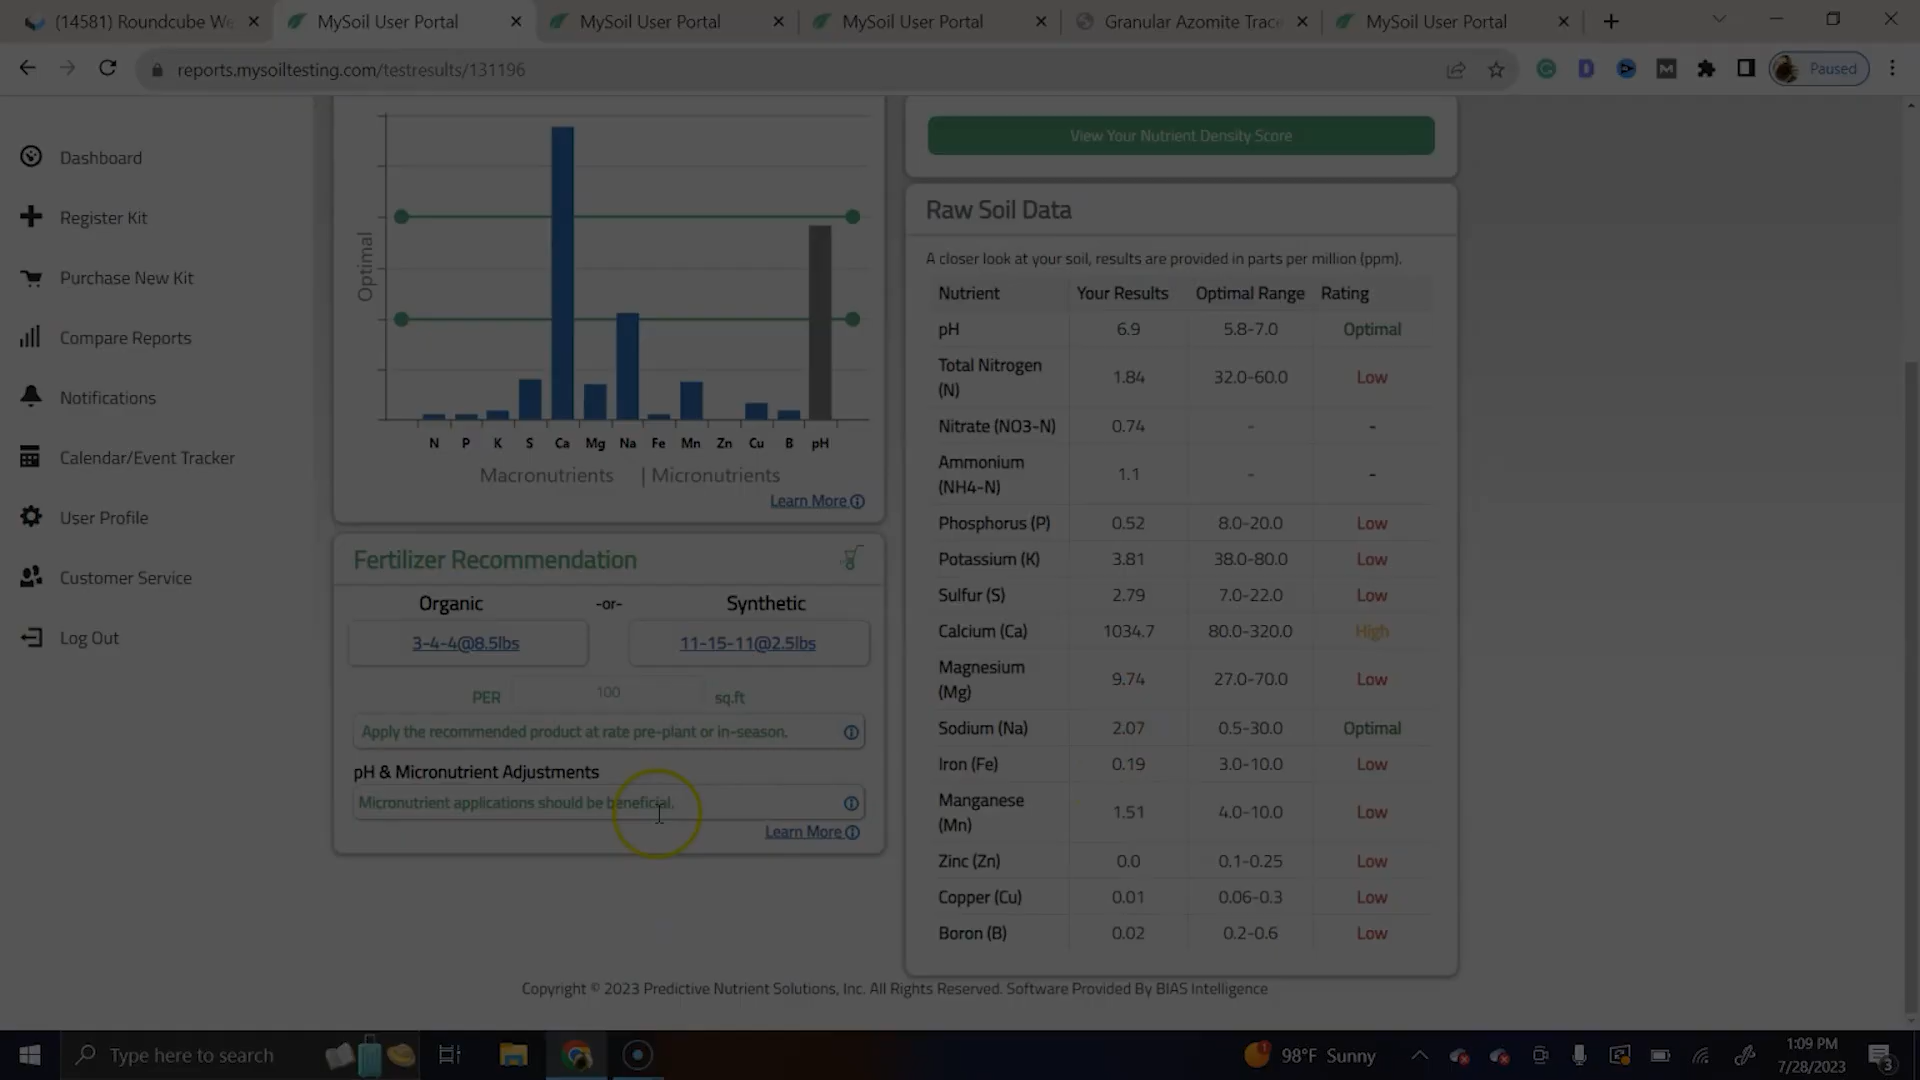 (14581) Roundcube We
MySoil User Portal
MySoil User Portal
MySoil User Portal
Granular Azomite Trace
MySoil User Portal
reports.mysoiltesting.com/testresults/131196
Paused
Dashboard
Register Kit
Purchase New Kit
Compare Reports
Notifications
Calendar/Event Tracker
User Profile
Customer Service
Log Out
Optimal
N P K S Ca Mg Na Fe Mn Zn Cu B pH
Macronutrients | Micronutrients
Learn More
Fertilizer Recommendation
Organic -or- Synthetic
3-4-4@8.5lbs 11-15-11@2.5lbs
PER 100 sq.ft
Apply the recommended product at rate pre-plant or in-season.
pH & Micronutrient Adjustments
Micronutrient applications should be beneficial.
Learn More
View Your Nutrient Density Score
Raw Soil Data
A closer look at your soil, results are provided in parts per million (ppm).
Nutrient Your Results Optimal Range Rating
pH 6.9 5.8-7.0 Optimal
Total Nitrogen
(N) 1.84 32.0-60.0 Low
Nitrate (NO3-N) 0.74 - -
Ammonium
(NH4-N) 1.1 - -
Phosphorus (P) 0.52 8.0-20.0 Low
Potassium (K) 3.81 38.0-80.0 Low
Sulfur (S) 2.79 7.0-22.0 Low
Calcium (Ca) 1034.7 80.0-320.0 High
Magnesium
(Mg) 9.74 27.0-70.0 Low
Sodium (Na) 2.07 0.5-30.0 Optimal
Iron (Fe) 0.19 3.0-10.0 Low
Manganese
(Mn) 1.51 4.0-10.0 Low
Zinc (Zn) 0.0 0.1-0.25 Low
Copper (Cu) 0.01 0.06-0.3 Low
Boron (B) 0.02 0.2-0.6 Low
Copyright © 2023 Predictive Nutrient Solutions, Inc. All Rights Reserved. Software Provided By BIAS Intelligence
Type here to search
98°F Sunny
1:09 PM
7/28/2023
3